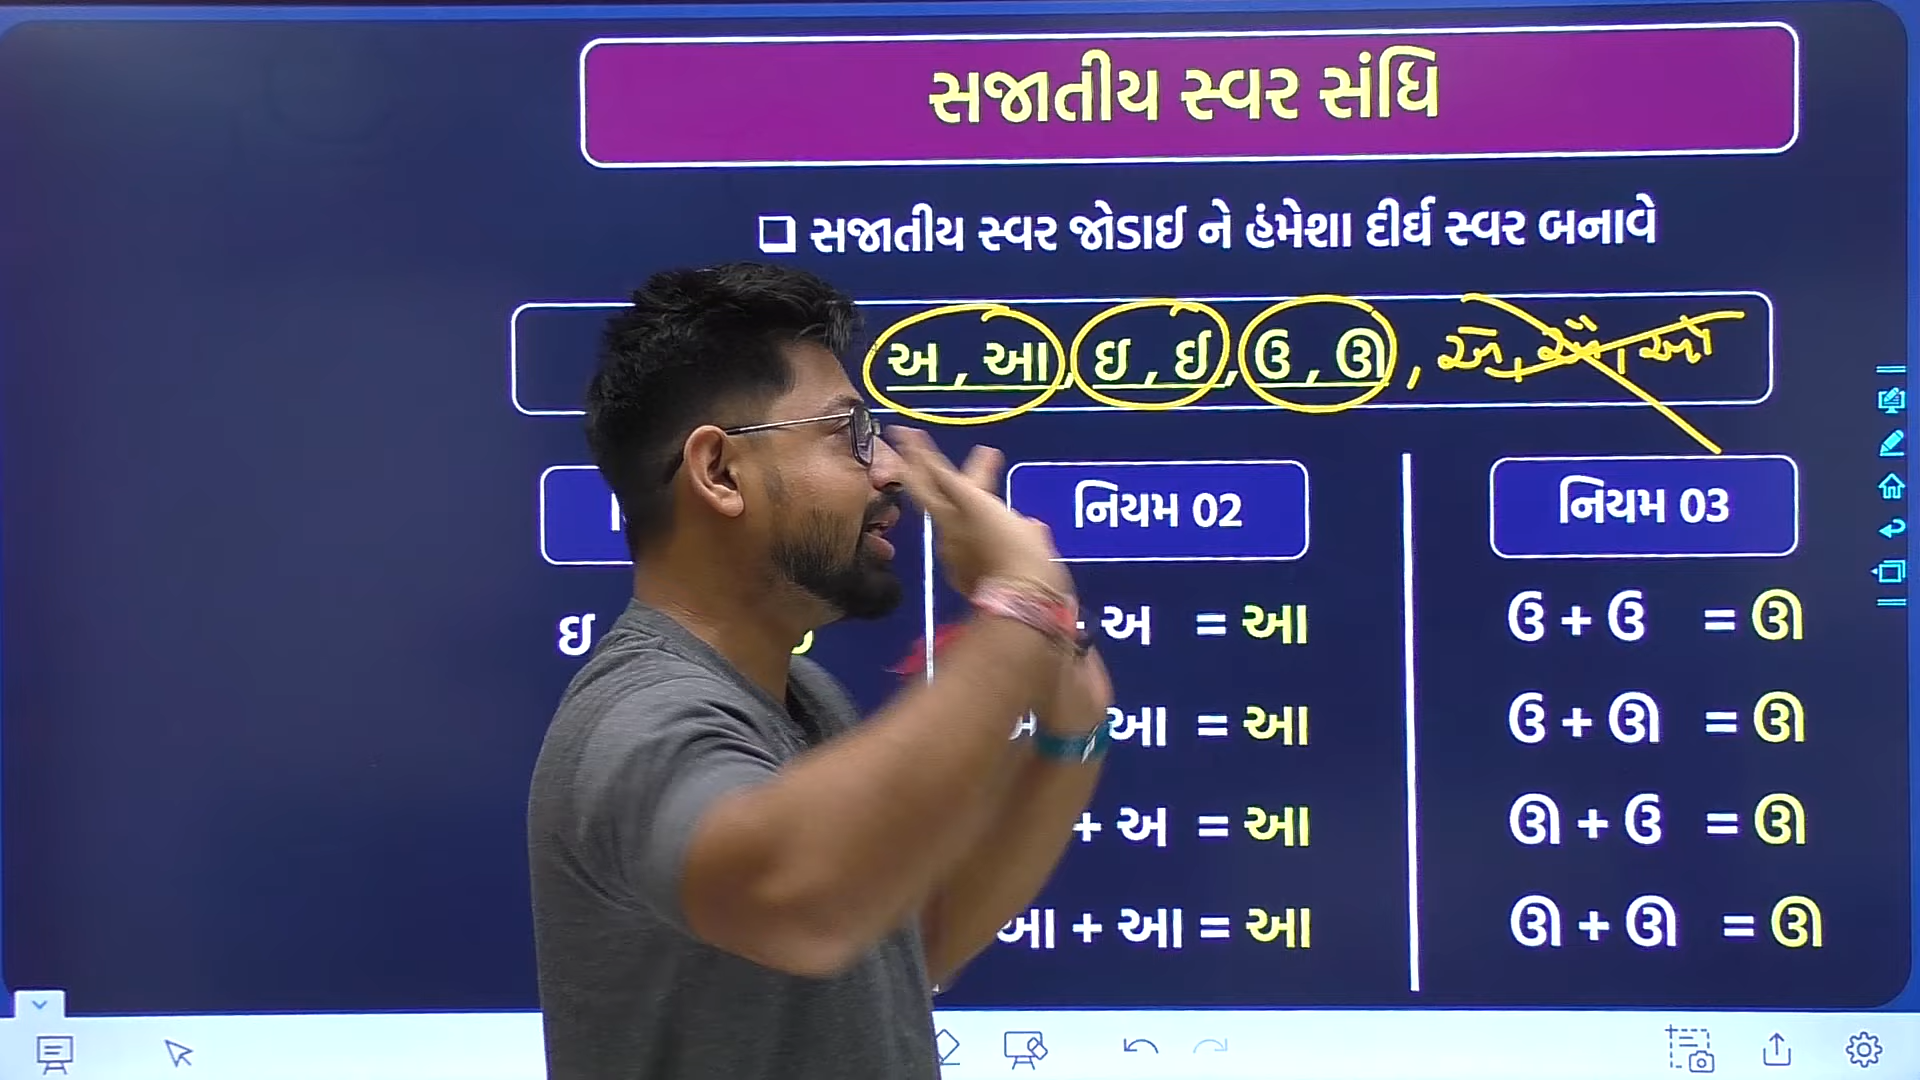 સજાતીય સ્વર સંધિ
❑ સજાતીય સ્વર જોડાઈ ને હંમેશા દીર્ઘ સ્વર બનાવે
અ , આ , ઇ , ઈ , ઉ , ઊ , એ, ઐ, ઓ
નિયમ 02
નિયમ 03
ઇ
+ અ = આ
આ = આ
+ અ = આ
આ + આ = આ
ઉ + ઉ = ઊ
ઉ + ઊ = ઊ
ઊ + ઉ = ઊ
ઊ + ઊ = ઊ